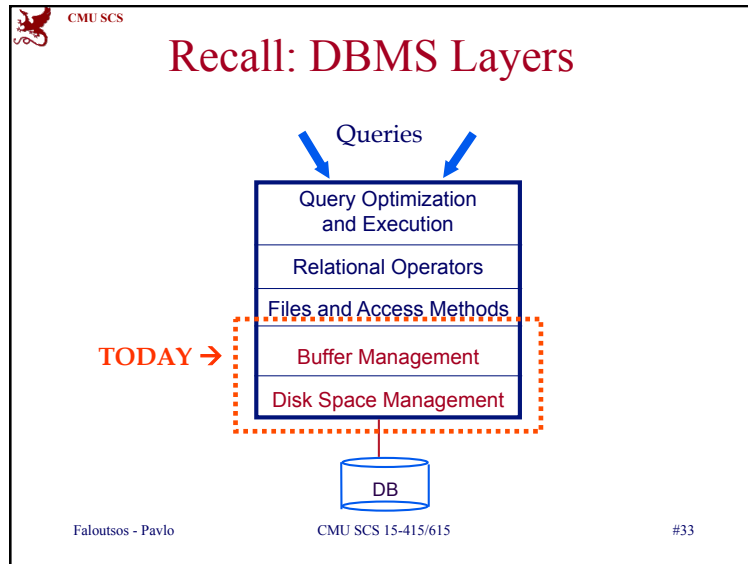 CMU SCS
Recall: DBMS Layers
Queries
Query Optimization
and Execution
Relational Operators
Files and Access Methods
TODAY →
Buffer Management
Disk Space Management
DB
Faloutsos - Pavlo
CMU SCS 15-415/615
#33